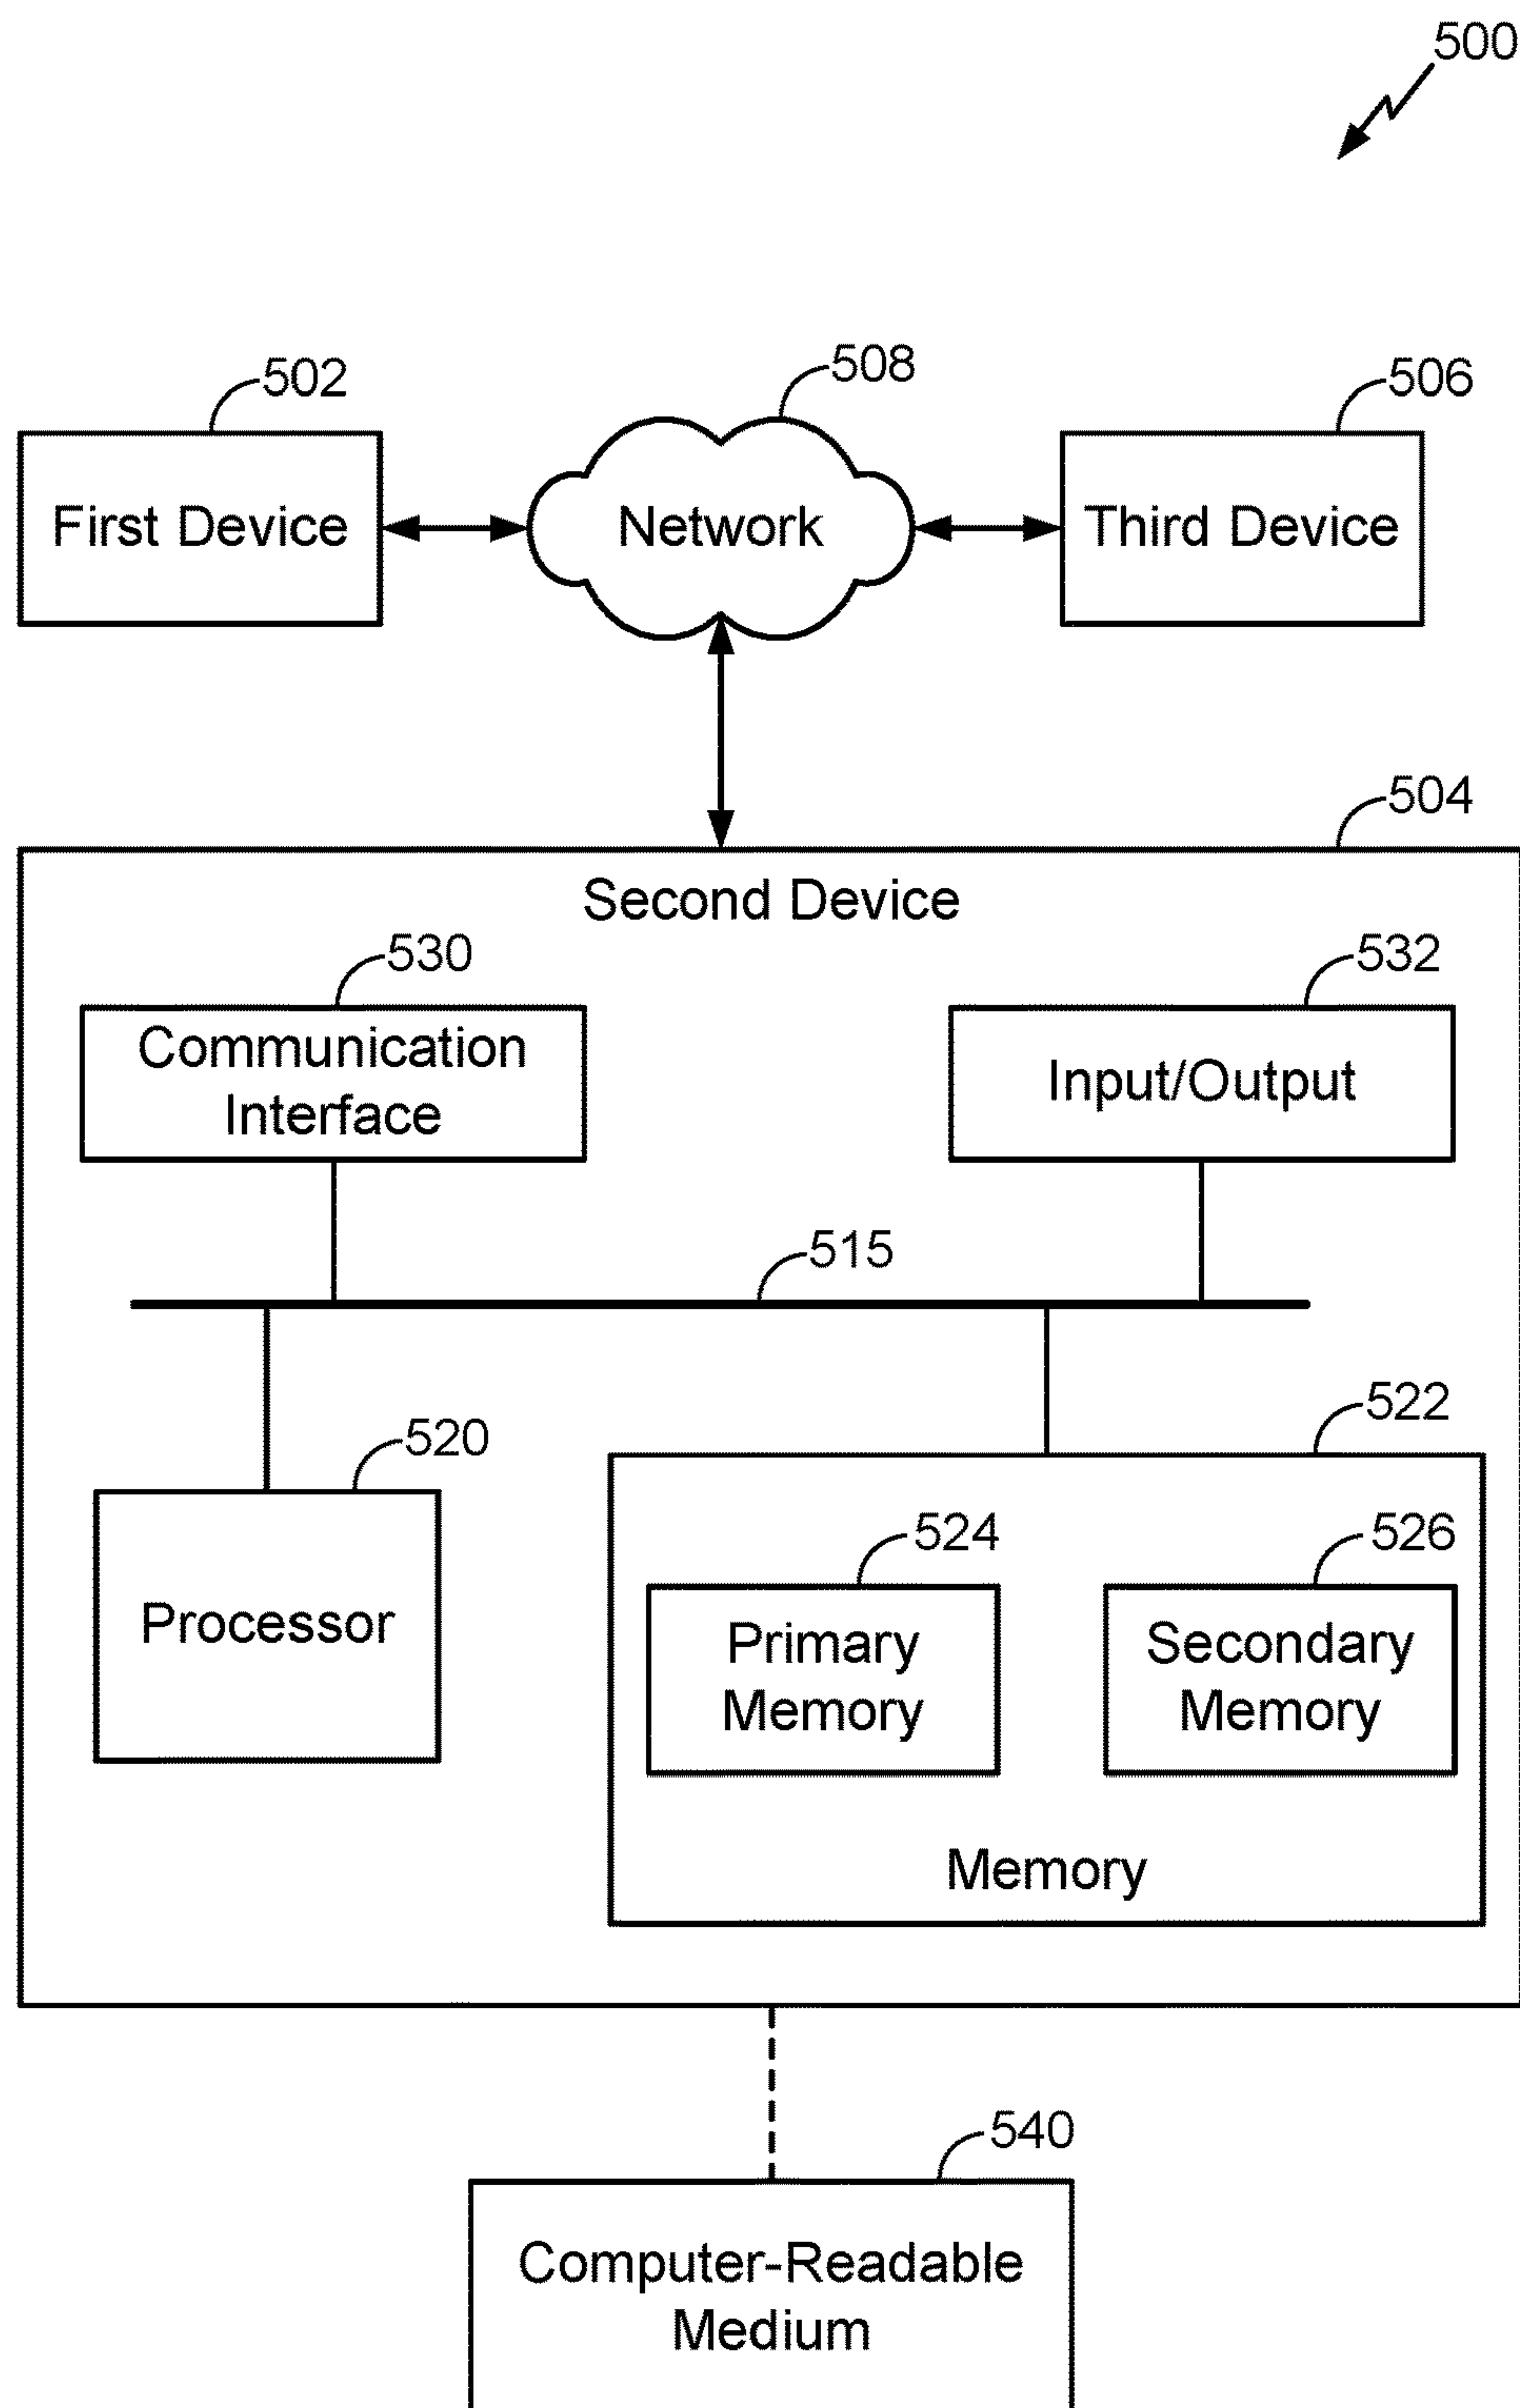 500
502
508
506
First Device
Network
Third Device
504
Second Device
530
532
Communication
Interface
Input/Output
515
520
522
Processor
524
526
Primary
Memory
Secondary
Memory
Memory
540
Computer-Readable
Medium